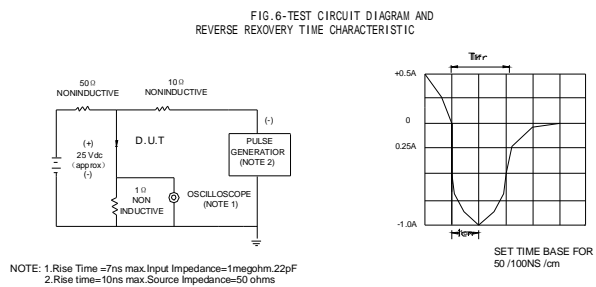 FIG.6-TEST CIRCUIT DIAGRAM AND
REVERSE REXOVERY TIME CHARACTERISTIC
50Ω
NONINDUCTIVE
10Ω
NONINDUCTIVE
(+)
25 Vdc
(approx)
(-)
D.U.T
1Ω
NON
INDUCTIVE
OSCILLOSCOPE
(NOTE 1)
(-)
PULSE
GENERATIOR
(NOTE 2)
+0.5A
0
0.25A
-1.0A
SET TIME BASE FOR
50 /100NS /cm
NOTE: 1.Rise Time =7ns max.Input Impedance=1megohm.22pF
2.Rise time=10ns max.Source Impedance=50 ohms